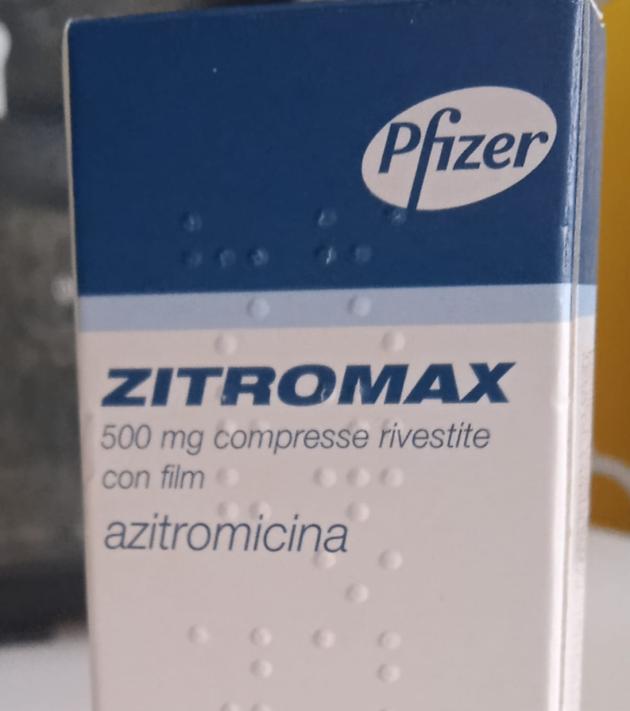 Pfizer
ZITROMAX
500 mg compresse rivestite
con film
azitromicina